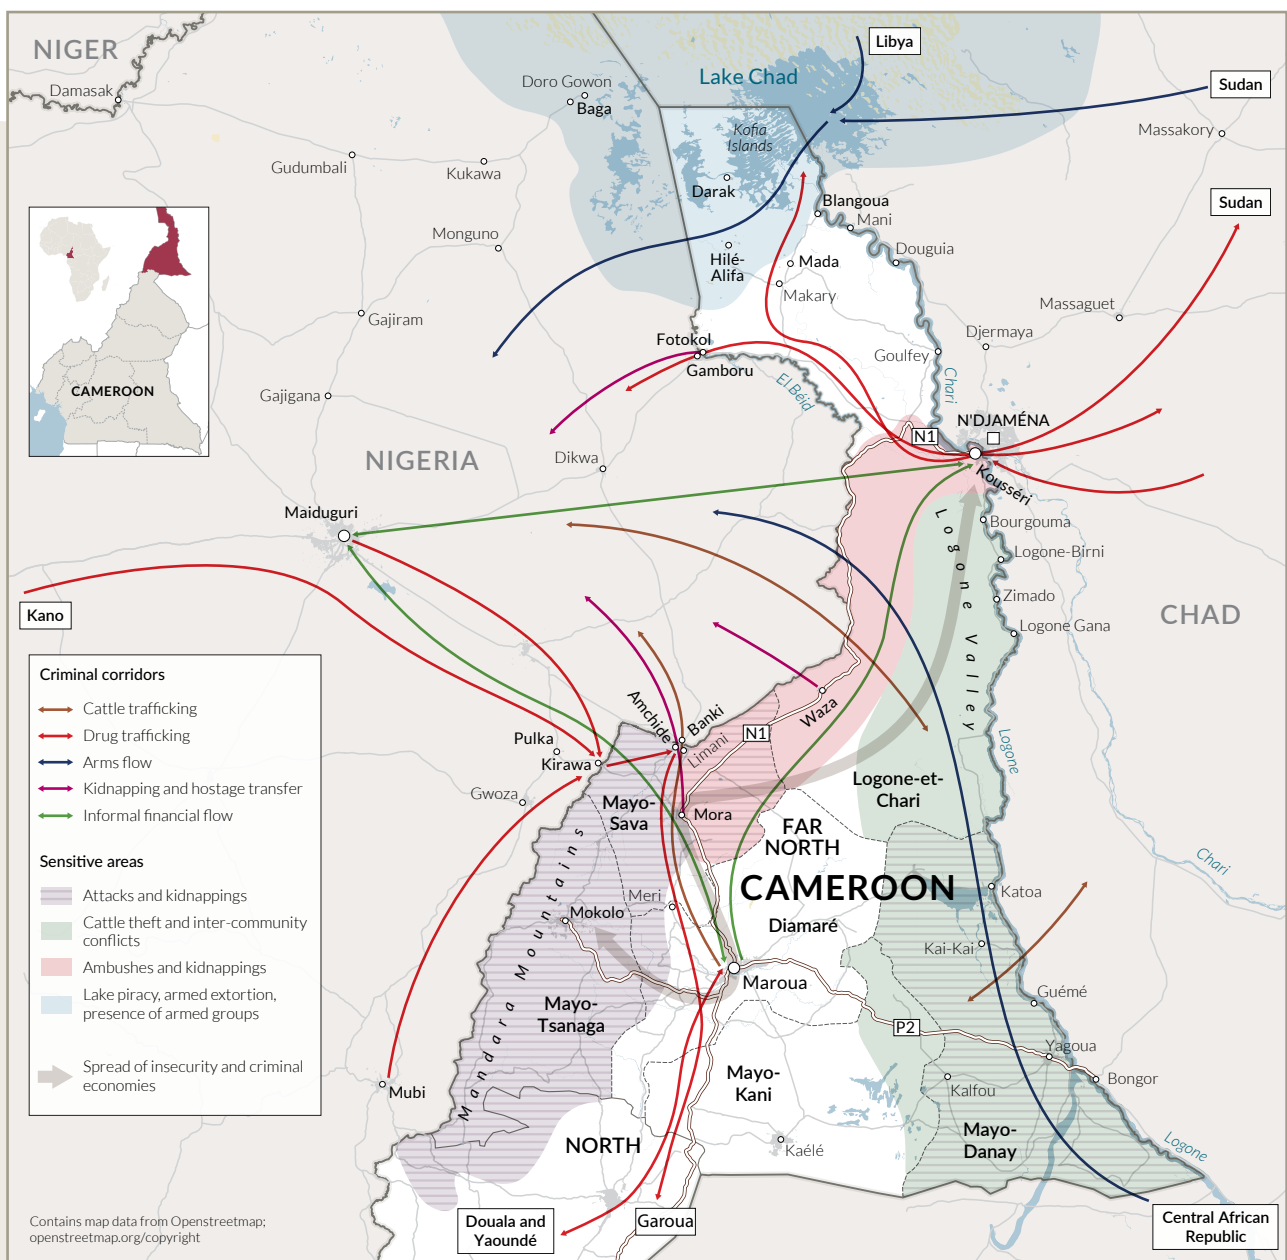 NIGER
Damasak
Doro Gowon
Baga
Lake Chad
Libya
Sudan
Massakory
Kofia
Islands
Gudumbali
Kukawa
Darak
Blangoua
Mani
Sudan
Monguno
Hilé-
Alifa
Mada
Douguia
Makary
Massaguet
Gajiram
Djermaya
Fotokol
Gamboru
Goulfey
El Béid
Chari
CAMEROON
Gajigana
N1
N'DJAMÉNA
NIGERIA
Dikwa
Kousséri
Maiduguri
Bourgouma
Logone Valley
Logone-Birni
Zimado
Kano
Logone Gana
CHAD
Criminal corridors
Cattle trafficking
Drug trafficking
Arms flow
Kidnapping and hostage transfer
Informal financial flow
Sensitive areas
Attacks and kidnappings
Cattle theft and inter-community
conflicts
Ambushes and kidnappings
Lake piracy, armed extortion,
presence of armed groups
Spread of insecurity and criminal
economies
Amchide
Banki
Limani
Waza
N1
Pulka
Kirawa
Logone
Gwoza
Mayo-
Sava
Mora
Logone-et-
Chari
FAR
NORTH
CAMEROON
Chari
Meri
Katoa
Mokolo
Diamaré
Kai-Kai
Mandara Mountains
Maroua
Guémé
Mayo-
Tsanaga
P2
Yagoua
Mubi
Mayo-
Kani
Kalfou
Bongor
NORTH
Kaélé
Mayo-
Danay
Logone
Contains map data from Openstreetmap;
openstreetmap.org/copyright
Douala and
Yaoundé
Garoua
Central African
Republic